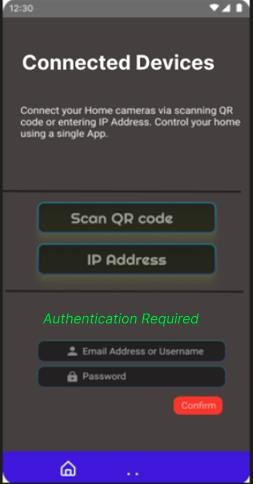 12:30
Connected Devices
Connect your Home cameras via scanning QR
code or entering IP Address. Control your home
using a single App.
Scan QR code
IP Address
Authentication Required
Email Address or Username
Password
Confirm